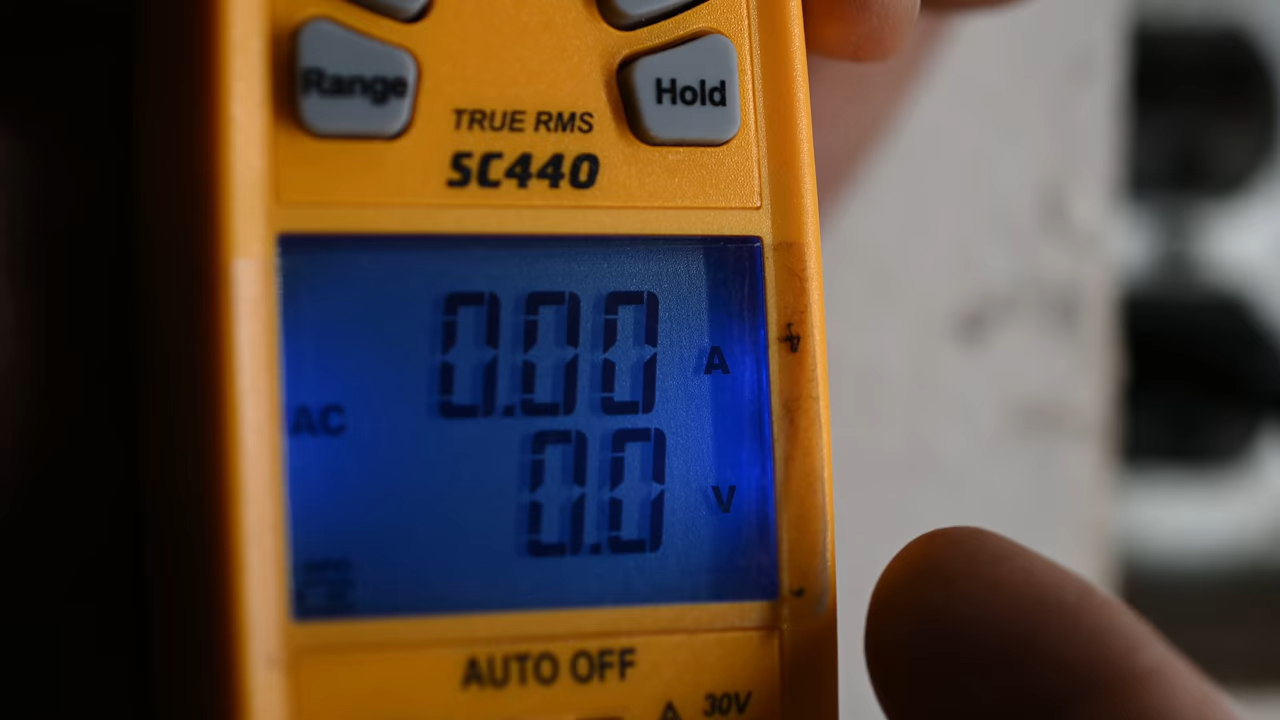 Range
Hold
TRUE RMS
SC440
0.00 A
AC
0.0 V
AUTO OFF
30V